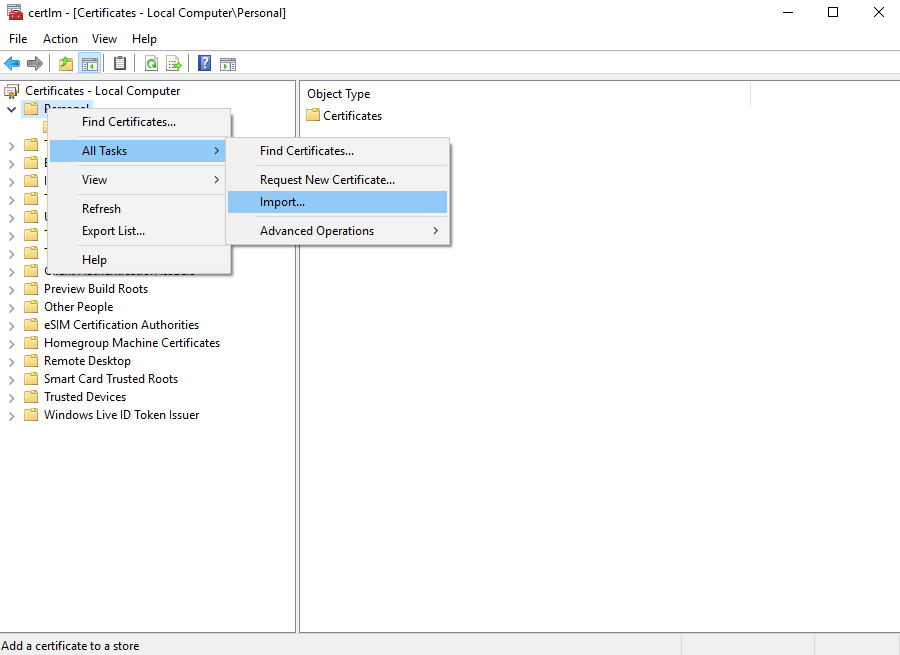 certlm - [Certificates - Local Computer\Personal]
File Action View Help
Certificates - Local Computer
Personal
Find Certificates...
All Tasks
View
Refresh
Export List...
Help
Find Certificates...
Request New Certificate...
Import...
Advanced Operations
Preview Build Roots
Other People
eSIM Certification Authorities
Homegroup Machine Certificates
Remote Desktop
Smart Card Trusted Roots
Trusted Devices
Windows Live ID Token Issuer
Object Type
Certificates
Add a certificate to a store